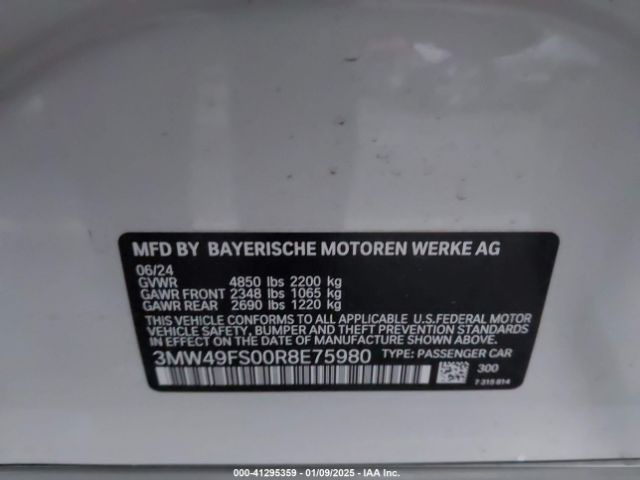 MFD BY BAYERISCHE MOTOREN WERKE AG
06/24
GVWR 4850 lbs 2200 kg
GAWR FRONT 2348 lbs 1065 kg
GAWR REAR 2690 lbs 1220 kg
THIS VEHICLE CONFORMS TO ALL APPLICABLE U.S.FEDERAL MOTOR
VEHICLE SAFETY, BUMPER AND THEFT PREVENTION STANDARDS
IN EFFECT ON THE DATE OF MANUFACTURE SHOWN ABOVE.
3MW49FS00R8E75980 TYPE: PASSENGER CAR
300
7 315 814
000-41295359 - 01/09/2025 - IAA Inc.